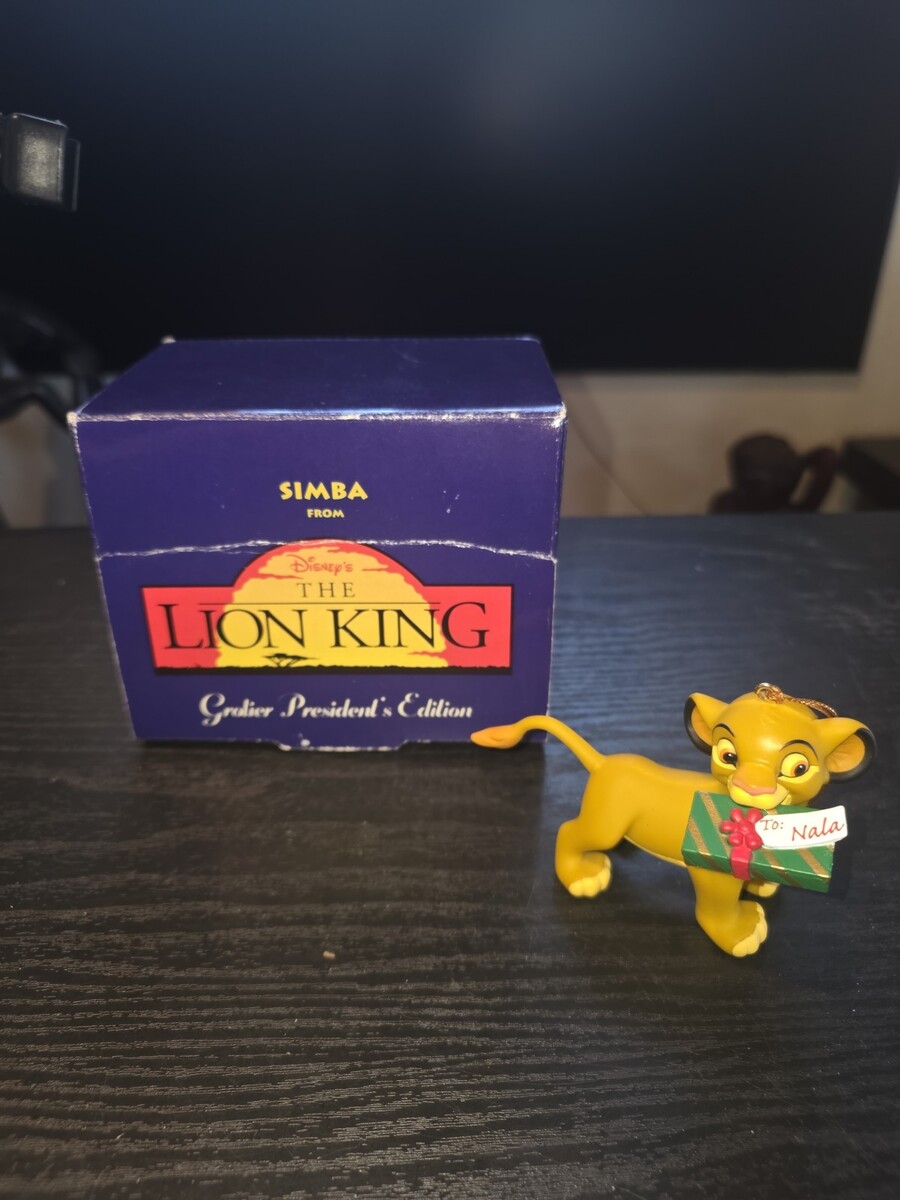 SIMBA
FROM
DISNEY'S
THE
LION KING
Grolier President's Edition
To: Nala